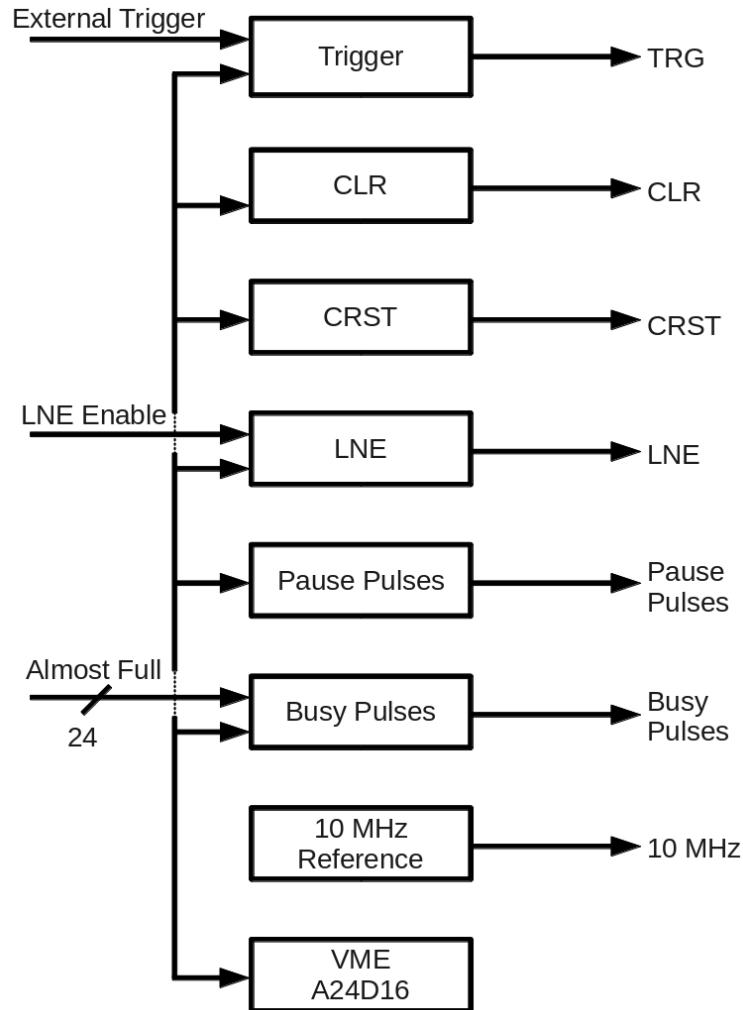 External Trigger
Trigger
TRG
CLR
CLR
CRST
CRST
LNE Enable
LNE
LNE
Pause Pulses
Pause
Pulses
Almost Full
24
Busy Pulses
Busy
Pulses
10 MHz
Reference
10 MHz
VME
A24D16